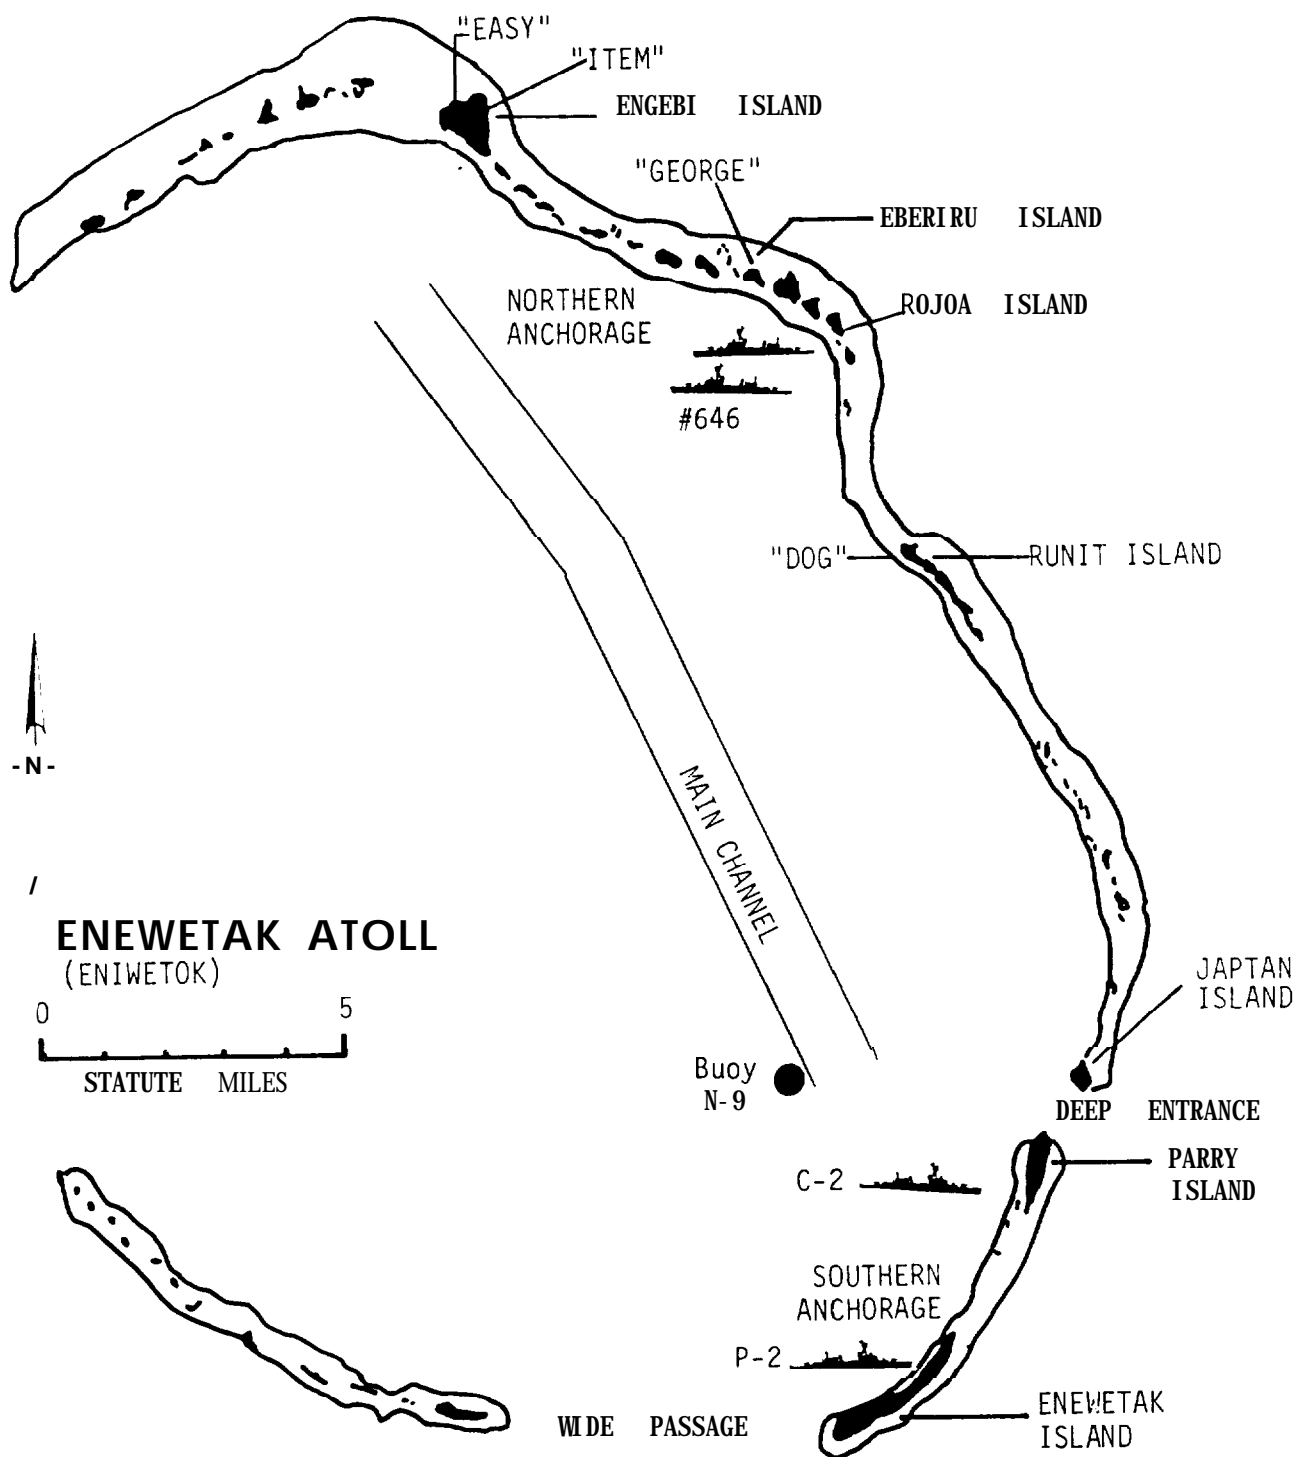 "EASY"
"ITEM"
ENGEBI ISLAND
"GEORGE"
EBERIRU ISLAND
NORTHERN
ANCHORAGE
ROJOA ISLAND
#646
"DOG"
RUNIT ISLAND
-N-
MAIN CHANNEL
ENEWETAK ATOLL
(ENIWETOK)
0 5
STATUTE MILES
JAPTAN
ISLAND
Buoy
N-9
DEEP ENTRANCE
PARRY
ISLAND
C-2
SOUTHERN
ANCHORAGE
P-2
WIDE PASSAGE
ENEWETAK
ISLAND